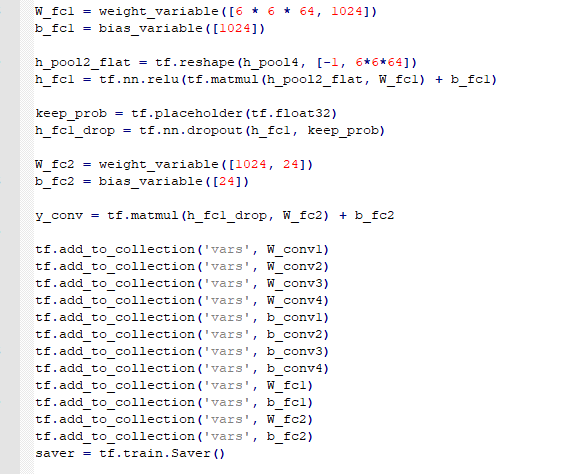 W_fc1 = weight_variable([6 * 6 * 64, 1024])
b_fc1 = bias_variable([1024])
h_pool2_flat = tf.reshape(h_pool4, [-1, 6*6*64])
h_fc1 = tf.nn.relu(tf.matmul(h_pool2_flat, W_fc1) + b_fc1)
keep_prob = tf.placeholder(tf.float32)
h_fc1_drop = tf.nn.dropout(h_fc1, keep_prob)
W_fc2 = weight_variable([1024, 24])
b_fc2 = bias_variable([24])
y_conv = tf.matmul(h_fc1_drop, W_fc2) + b_fc2
tf.add_to_collection('vars', W_conv1)
tf.add_to_collection('vars', W_conv2)
tf.add_to_collection('vars', W_conv3)
tf.add_to_collection('vars', W_conv4)
tf.add_to_collection('vars', b_conv1)
tf.add_to_collection('vars', b_conv2)
tf.add_to_collection('vars', b_conv3)
tf.add_to_collection('vars', b_conv4)
tf.add_to_collection('vars', W_fc1)
tf.add_to_collection('vars', b_fc1)
tf.add_to_collection('vars', W_fc2)
tf.add_to_collection('vars', b_fc2)
saver = tf.train.Saver()